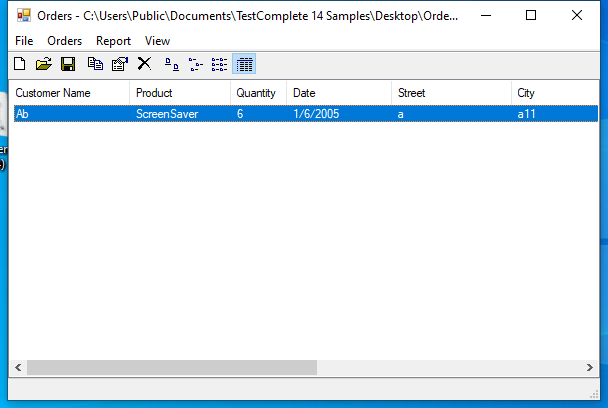 Orders - C:\Users\Public\Documents\TestComplete 14 Samples\Desktop\Orde...
File Orders Report View
Customer Name Product Quantity Date Street City
Ab ScreenSaver 6 1/6/2005 a a11
er
)